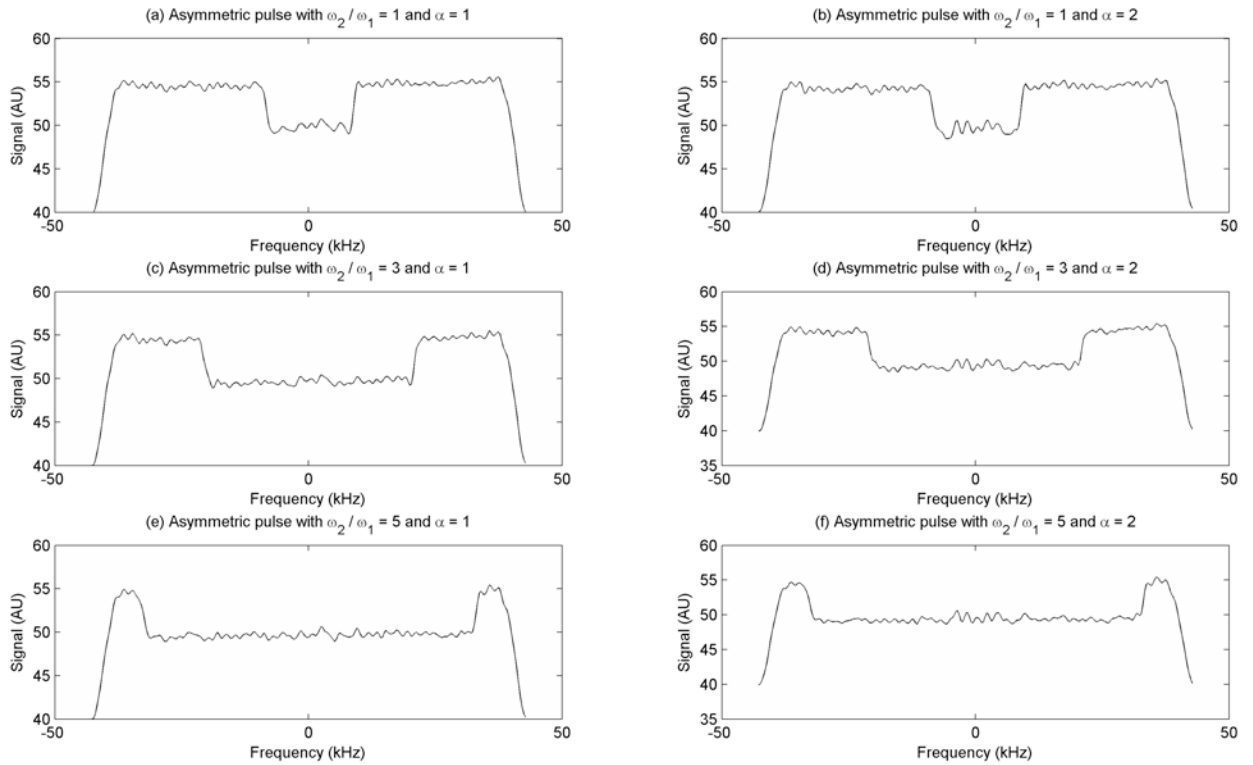 (a) Asymmetric pulse with ω2 / ω1 = 1 and α = 1
60
55
50
45
40
Signal (AU)
-50
0
50
Frequency (kHz)
(b) Asymmetric pulse with ω2 / ω1 = 1 and α = 2
60
55
50
45
40
Signal (AU)
-50
0
50
Frequency (kHz)
(c) Asymmetric pulse with ω2 / ω1 = 3 and α = 1
60
55
50
45
40
Signal (AU)
-50
0
50
Frequency (kHz)
(d) Asymmetric pulse with ω2 / ω1 = 3 and α = 2
60
55
50
45
40
35
Signal (AU)
-50
0
50
Frequency (kHz)
(e) Asymmetric pulse with ω2 / ω1 = 5 and α = 1
60
55
50
45
40
Signal (AU)
-50
0
50
Frequency (kHz)
(f) Asymmetric pulse with ω2 / ω1 = 5 and α = 2
60
55
50
45
40
35
Signal (AU)
-50
0
50
Frequency (kHz)